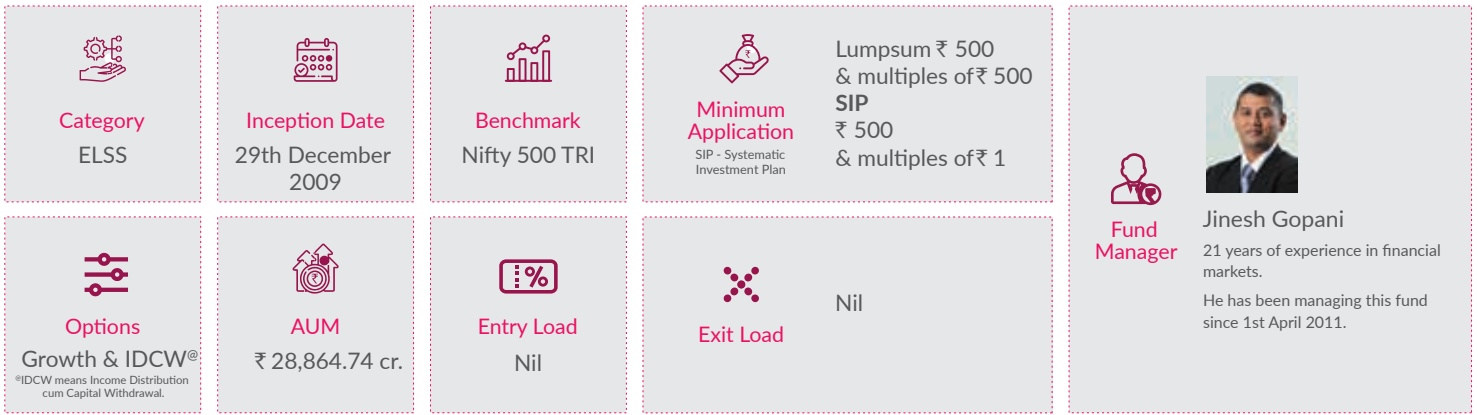 Category
ELSS
Inception Date
29th December
2009
Benchmark
Nifty 500 TRI
Minimum
Application
SIP - Systematic
Investment Plan
Lumpsum ₹ 500
& multiples of ₹ 500
SIP
₹ 500
& multiples of ₹ 1
Fund
Manager
Jinesh Gopani
21 years of experience in financial
markets.
He has been managing this fund
since 1st April 2011.
Options
Growth & IDCW@
@IDCW means Income Distribution
cum Capital Withdrawal.
AUM
₹ 28,864.74 cr.
Entry Load
Nil
Exit Load
Nil